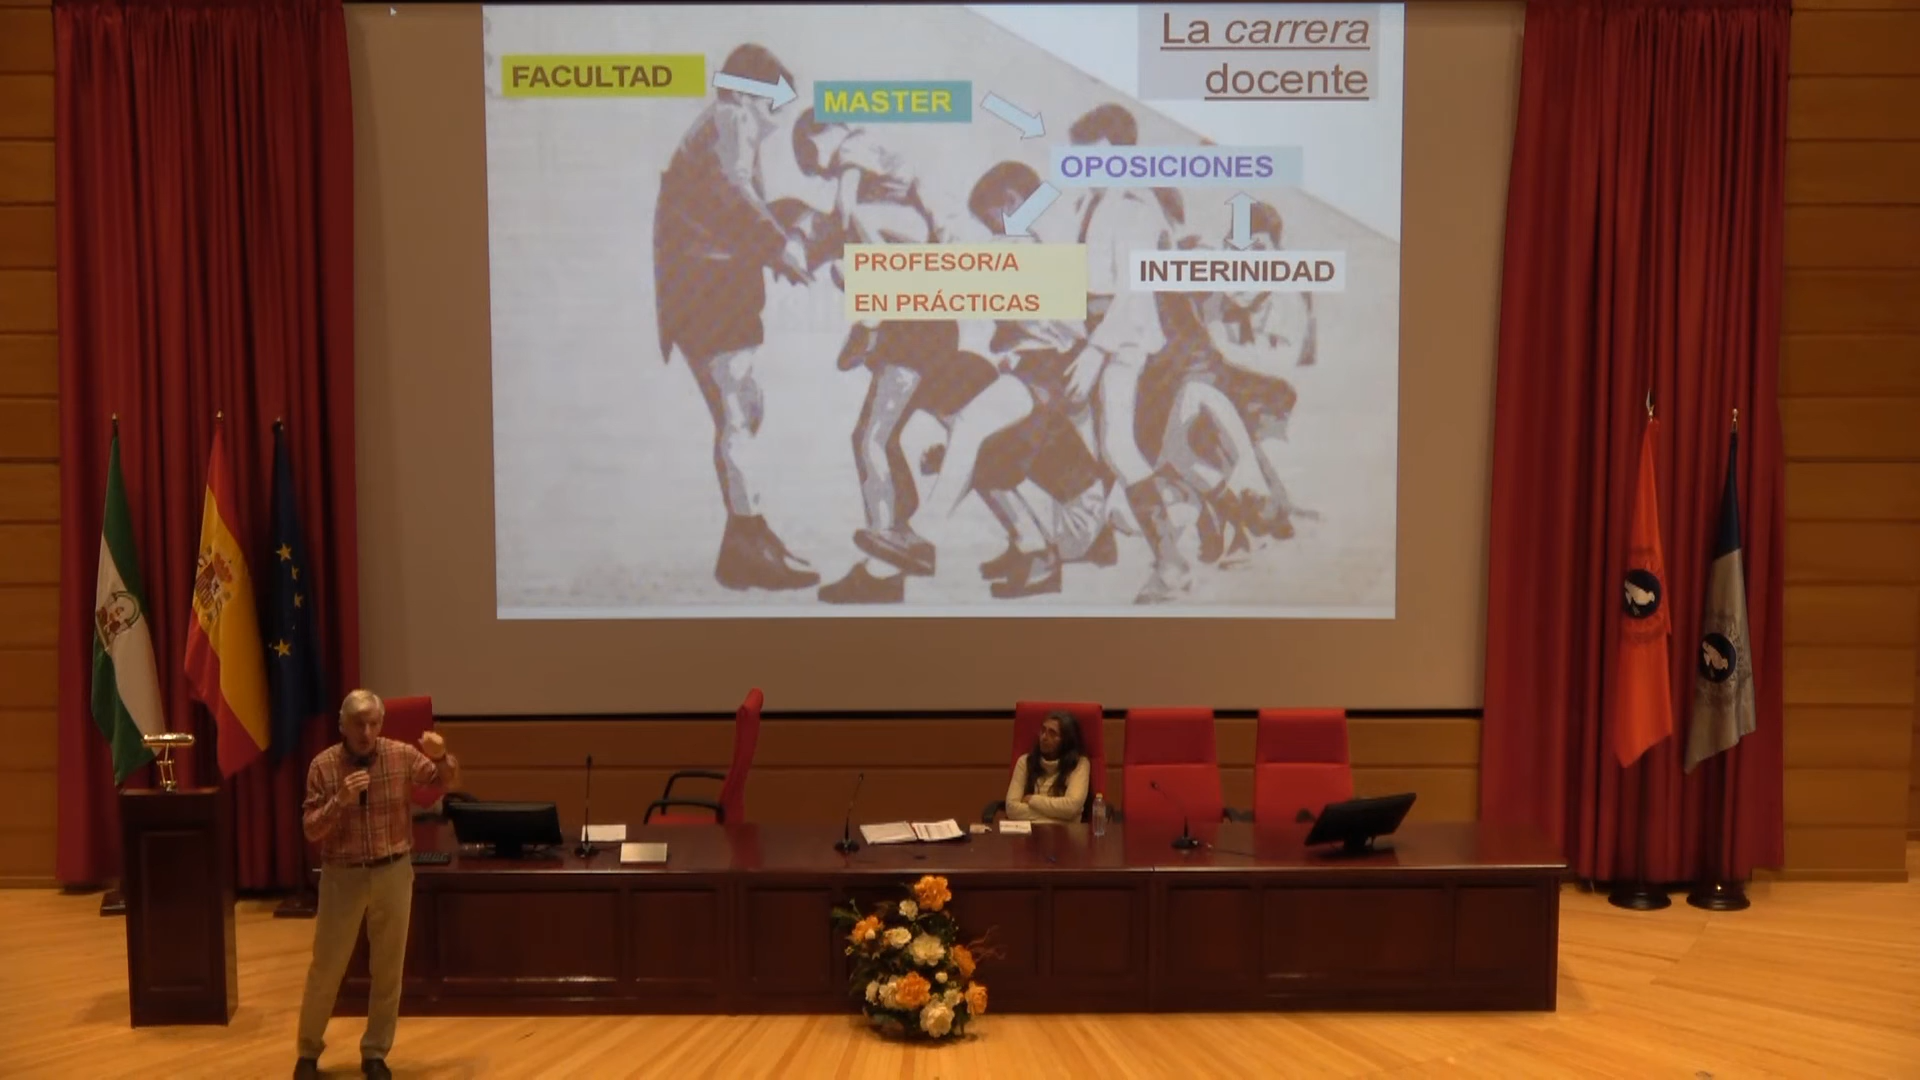 La carrera
docente
FACULTAD
MASTER
OPOSICIONES
PROFESOR/A
EN PRÁCTICAS
INTERINIDAD